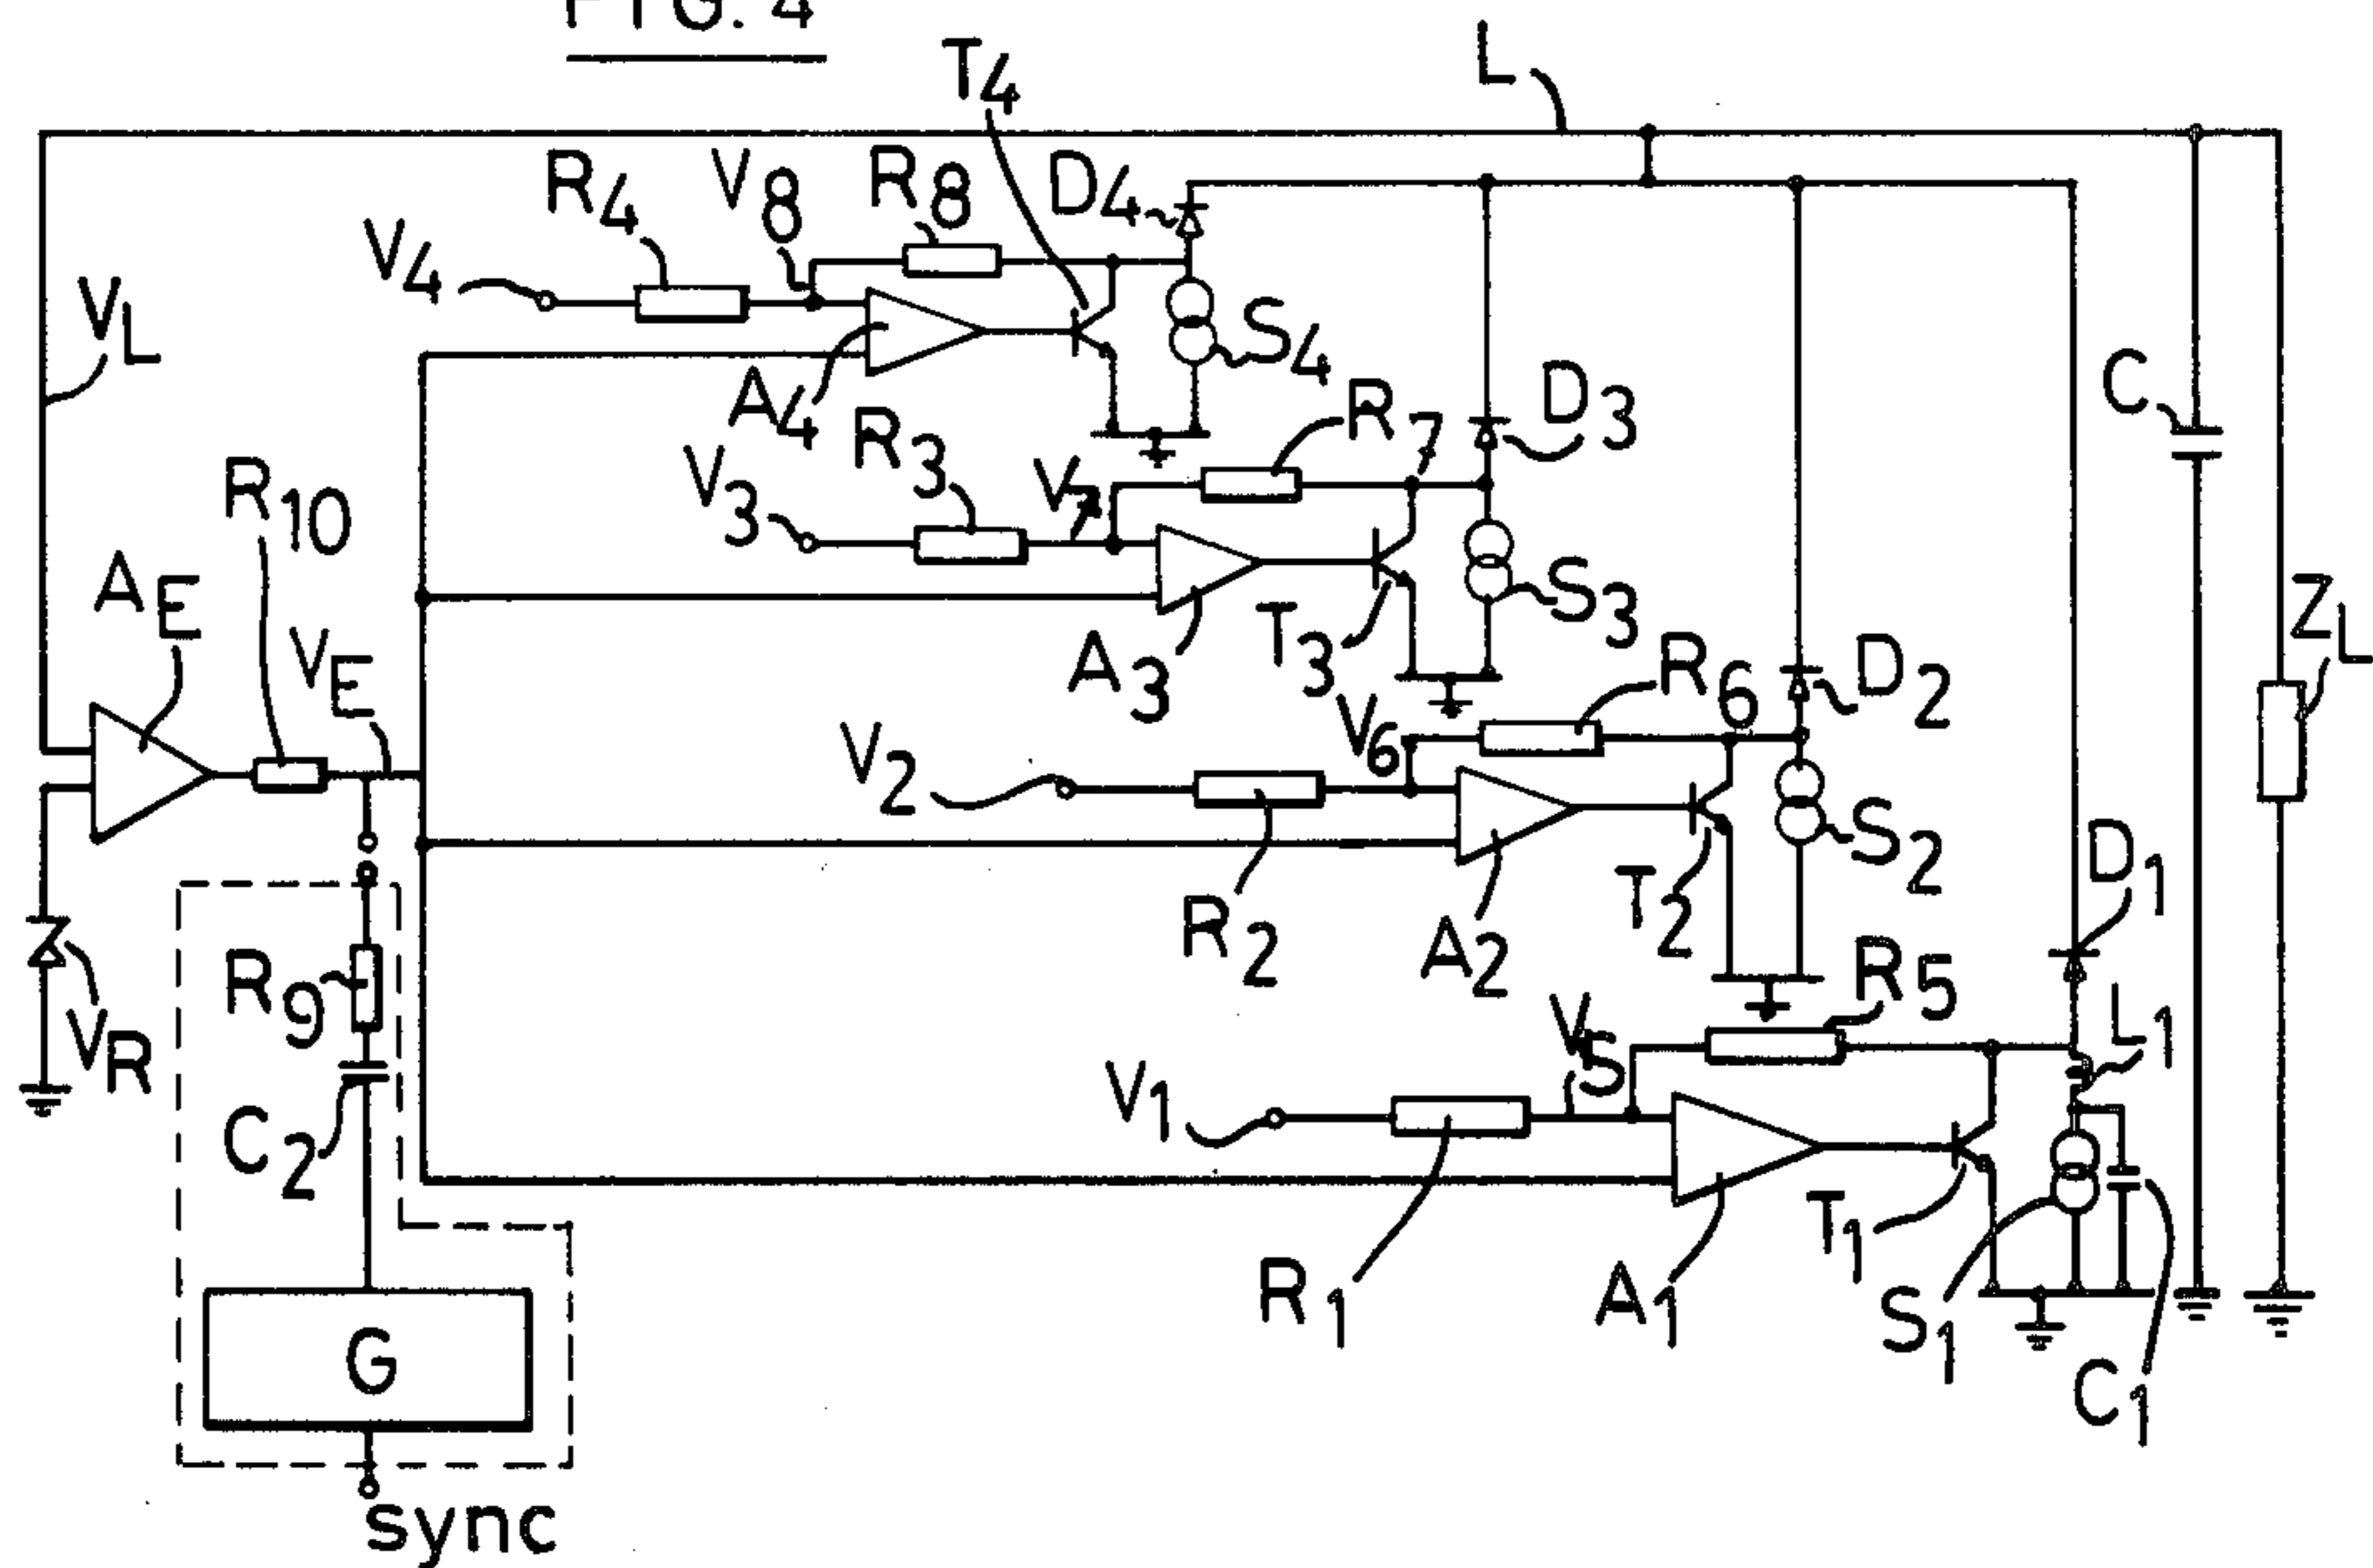 FIG. 4
T4
L
R4
V8
R8
D4
V4
VL
S4
A4
R3
R7
D3
C
V3
V7
R10
AE
VE
A3
T3
S3
ZL
R6
D2
V6
V2
R2
A2
T2
S2
D1
R9
VR
R5
V5
L1
V1
C2
R1
A1
T1
S1
C1
G
sync